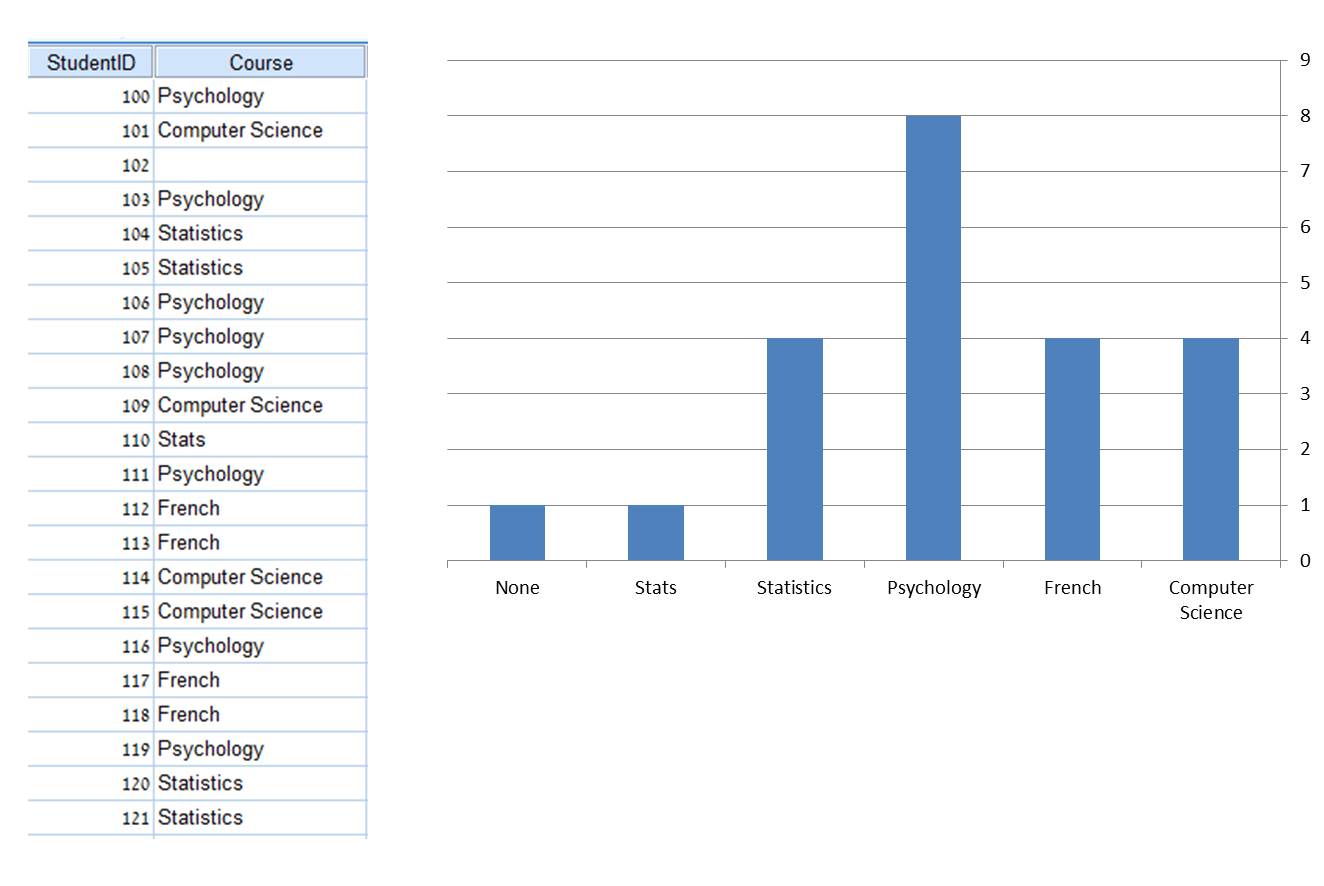 StudentID Course
100 Psychology
101 Computer Science
102
103 Psychology
104 Statistics
105 Statistics
106 Psychology
107 Psychology
108 Psychology
109 Computer Science
110 Stats
111 Psychology
112 French
113 French
114 Computer Science
115 Computer Science
116 Psychology
117 French
118 French
119 Psychology
120 Statistics
121 Statistics
9
8
7
6
5
4
3
2
1
0
None Stats Statistics Psychology French Computer
Science